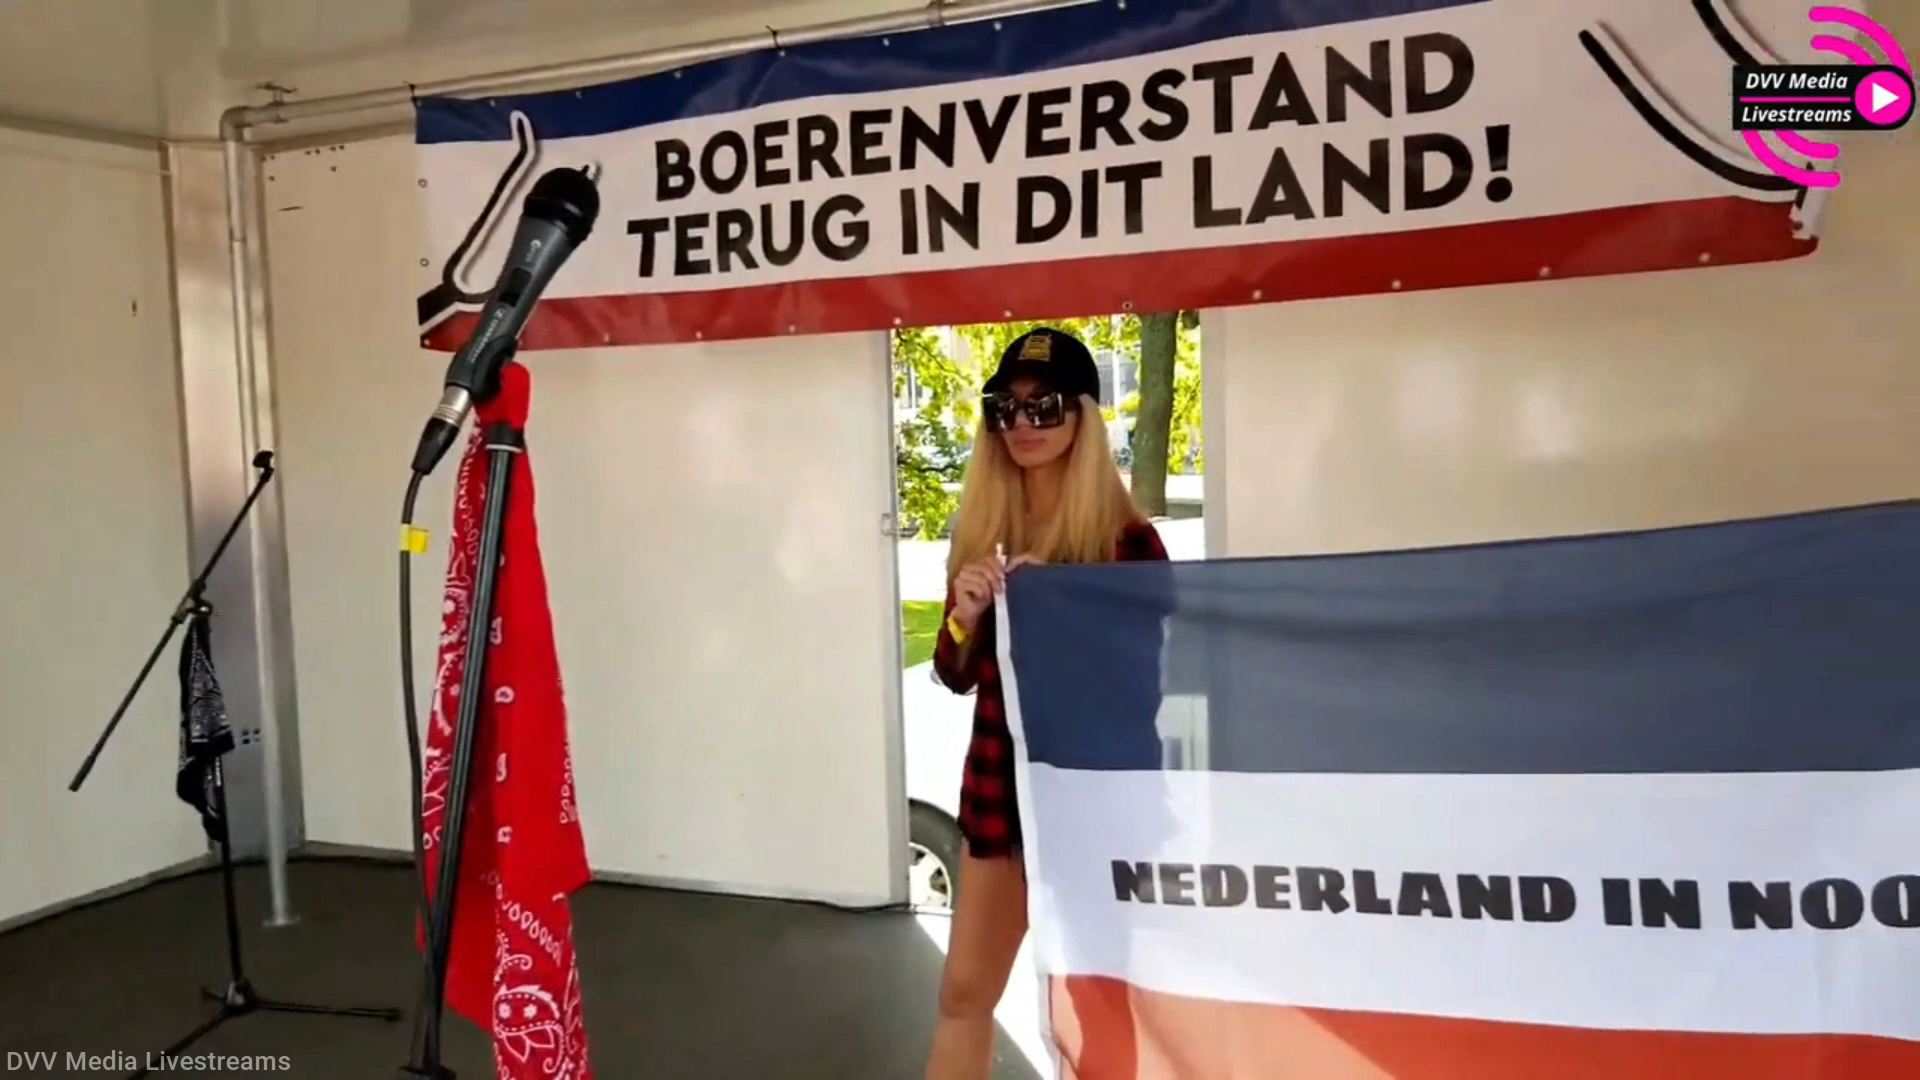 BOERENVERSTAND
TERUG IN DIT LAND!
DVV Media
Livestreams
NEDERLAND IN NOO
DVV Media Livestreams